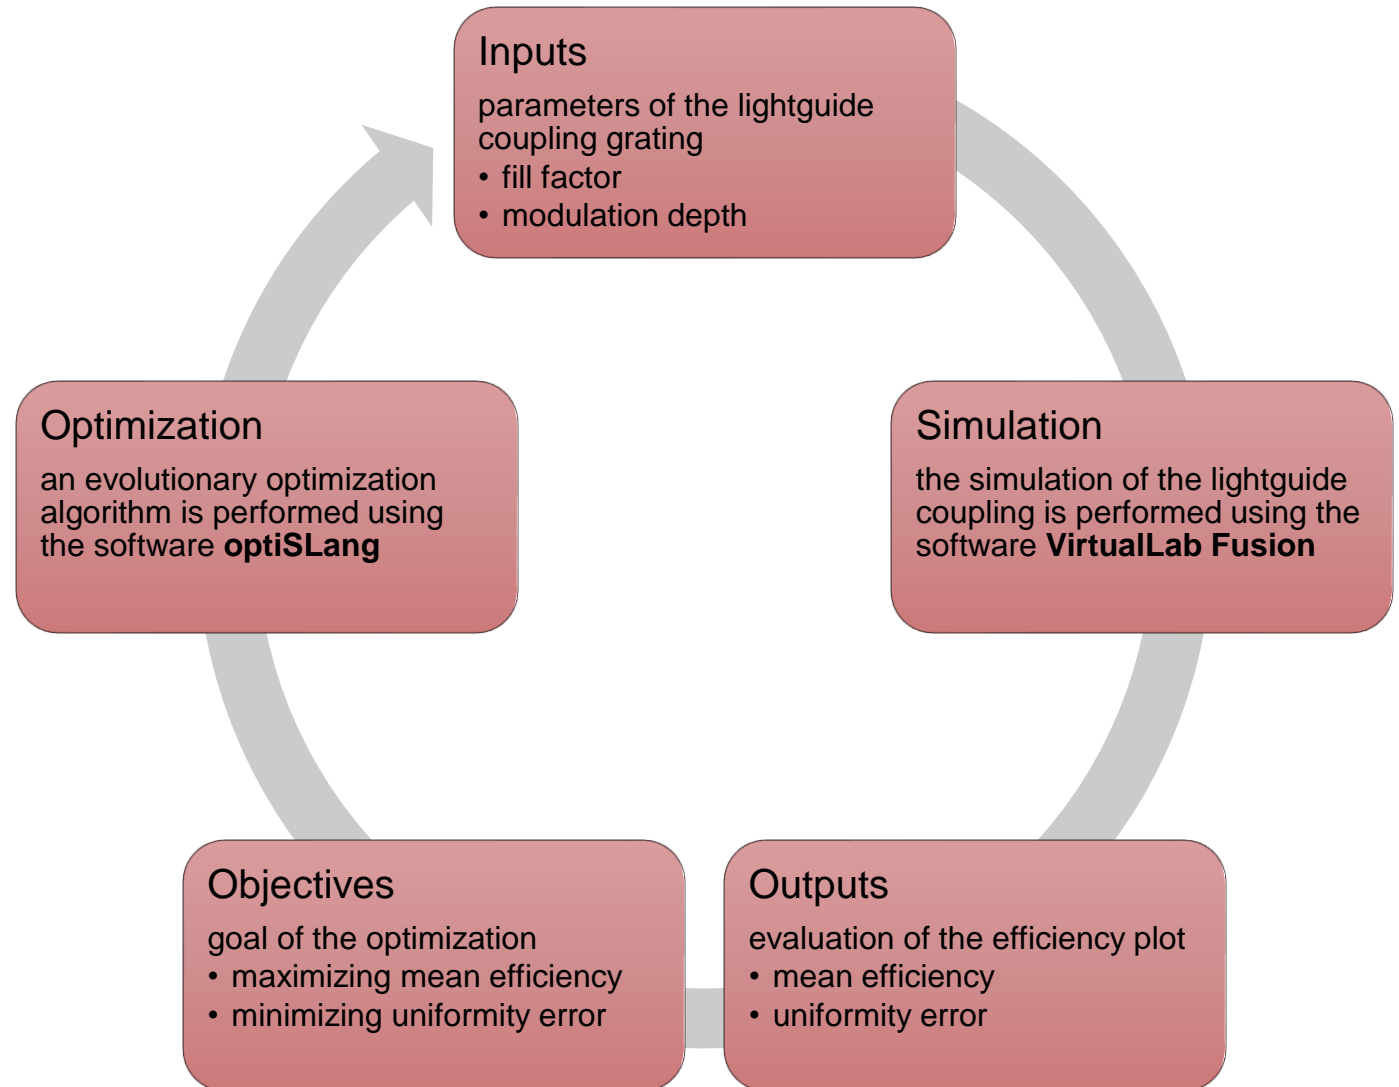 Inputs
parameters of the lightguide
coupling grating
• fill factor
• modulation depth
Simulation
the simulation of the lightguide
coupling is performed using the
software VirtualLab Fusion
Outputs
evaluation of the efficiency plot
• mean efficiency
• uniformity error
Objectives
goal of the optimization
• maximizing mean efficiency
• minimizing uniformity error
Optimization
an evolutionary optimization
algorithm is performed using
the software optiSLang